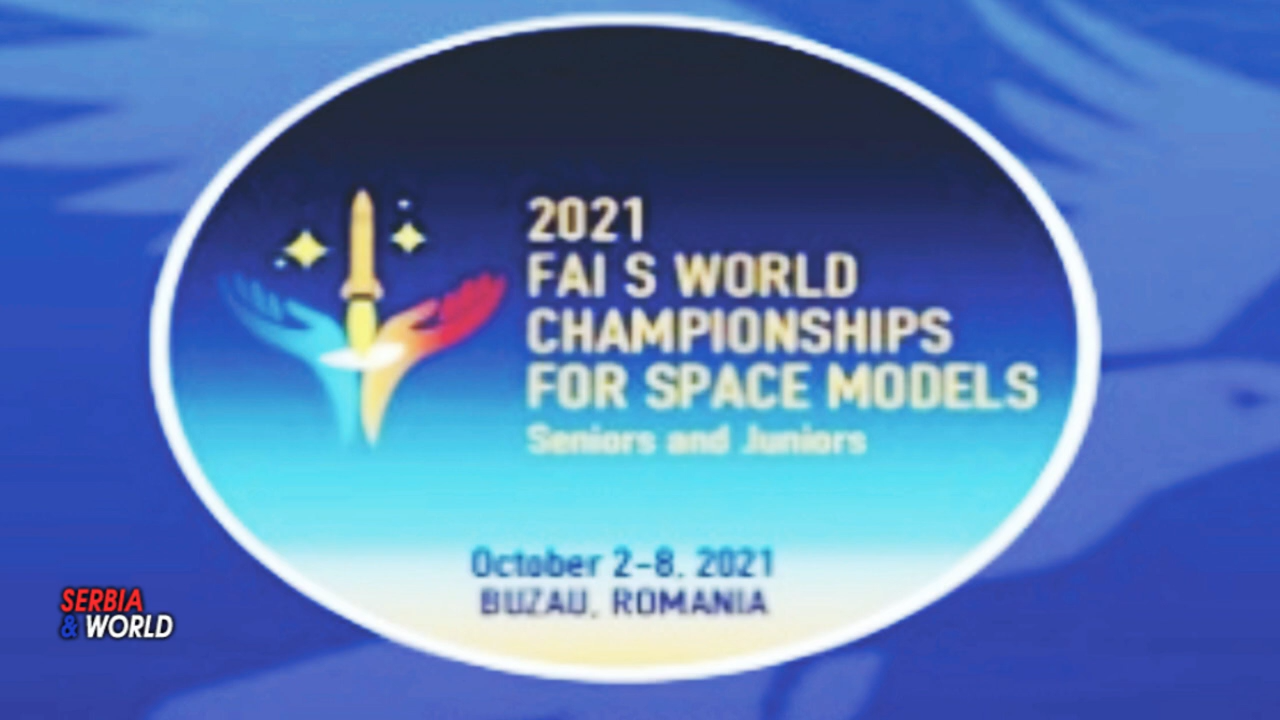 2021
FAI S WORLD
CHAMPIONSHIPS
FOR SPACE MODELS
Seniors and Juniors
October 2-8, 2021
BUZAU, ROMANIA
SERBIA
& WORLD